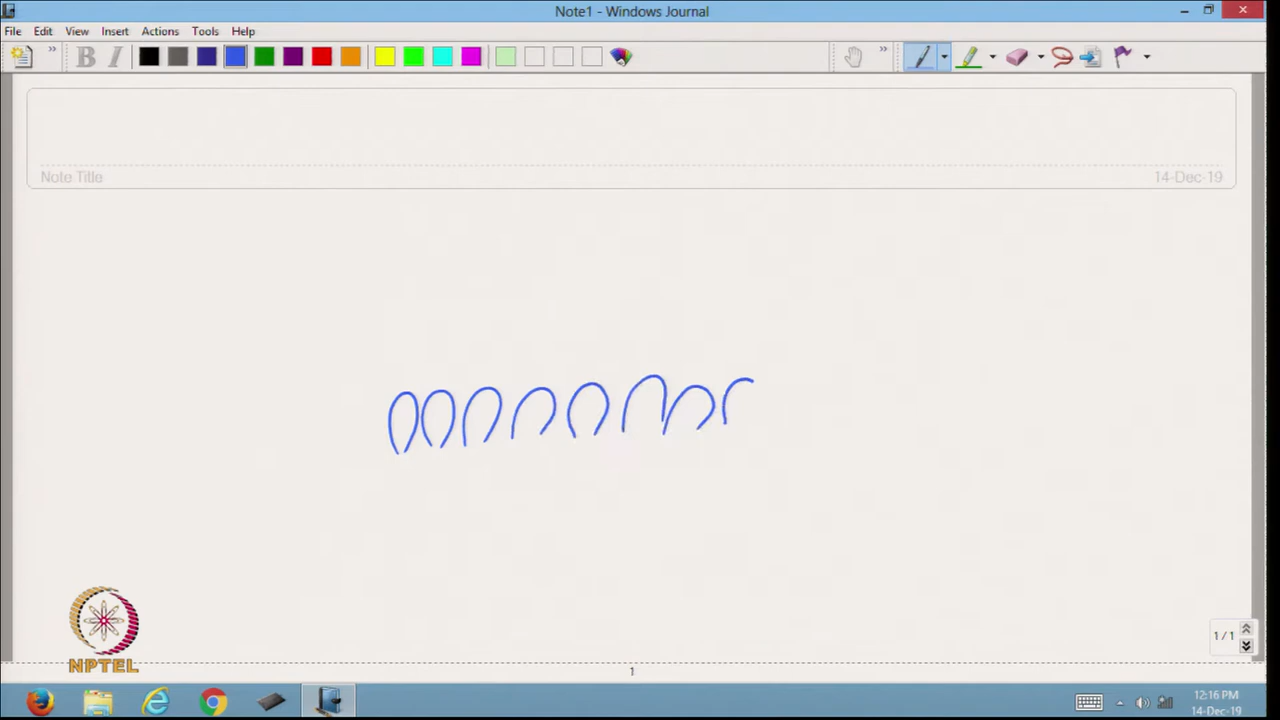 Note1 - Windows Journal
File Edit View Insert Actions Tools Help
B I
Note Title 14-Dec-19
1 / 1
NPTEL
1
12:16 PM
14-Dec-19